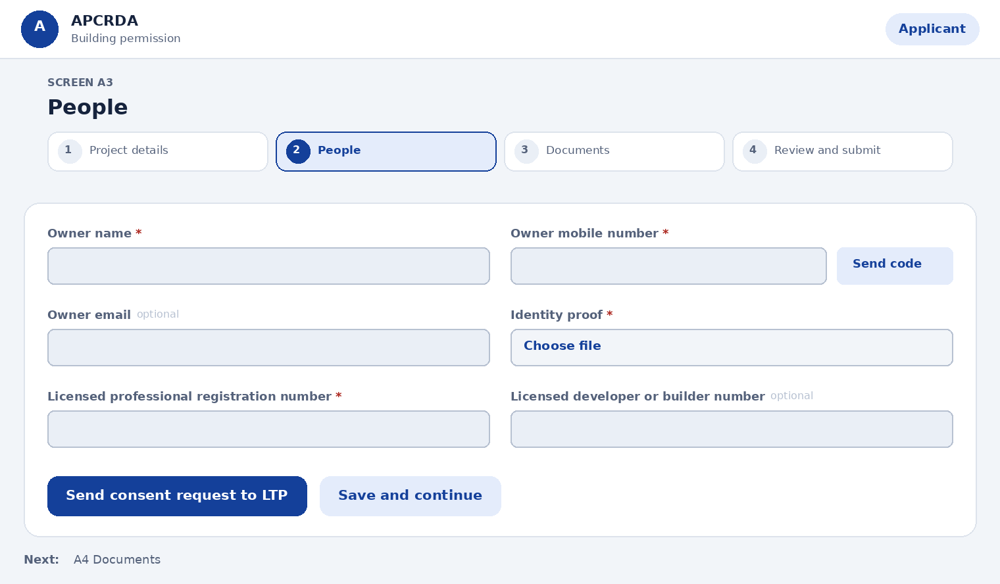 A
APCRDA
Building permission
Applicant
SCREEN A3
People
1 Project details
2 People
3 Documents
4 Review and submit
Owner name *
Owner mobile number *
Send code
Owner email optional
Identity proof *
Choose file
Licensed professional registration number *
Licensed developer or builder number optional
Send consent request to LTP
Save and continue
Next: A4 Documents